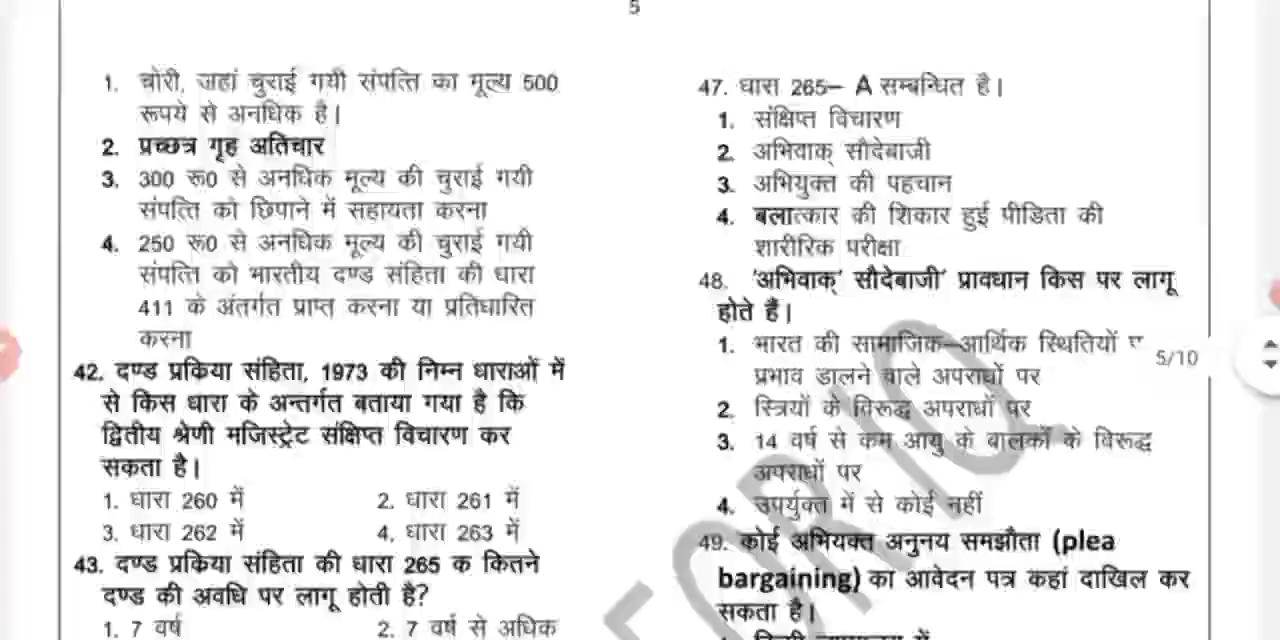 5
1. चोरी, जहां चुराई गयी संपत्ति का मूल्य 500
रूपये से अनधिक है।
2. प्रच्छत्र गृह अतिचार
3. 300 रू0 से अनधिक मूल्य की चुराई गयी
संपत्ति को छिपाने में सहायता करना
4. 250 रू0 से अनधिक मूल्य की चुराई गयी
संपत्ति को भारतीय दण्ड संहिता की धारा
411 के अंतर्गत प्राप्त करना या प्रतिधारित
करना
42. दण्ड प्रकिया संहिता, 1973 की निम्न धाराओं में
से किस धारा के अन्तर्गत बताया गया है कि
द्वितीय श्रेणी मजिस्ट्रेट संक्षिप्त विचारण कर
सकता है।
1. धारा 260 में 2. धारा 261 में
3. धारा 262 में 4. धारा 263 में
43. दण्ड प्रकिया संहिता की धारा 265 क कितने
दण्ड की अवधि पर लागू होती है?
1. 7 वर्ष 2. 7 वर्ष से अधिक
47. धारा 265– A सम्बन्धित है।
1. संक्षिप्त विचारण
2. अभिवाक् सौदेबाजी
3. अभियुक्त की पहचान
4. बलात्कार की शिकार हुई पीडिता की
शारीरिक परीक्षा
48. 'अभिवाक्' सौदेबाजी' प्रावधान किस पर लागू
होते हैं।
1. भारत की सामाजिक–आर्थिक स्थितियों
प्रभाव डालने वाले अपराधों पर
2. स्त्रियों के विरूद्ध अपराधों पर
3. 14 वर्ष से कम आयु के बालकों के विरूद्ध
अपराधों पर
4. उपर्युक्त में से कोई नहीं
49. कोई अभियक्त अनुनय समझौता (plea
bargaining) का आवेदन पत्र कहां दाखिल कर
सकता है।
5/10